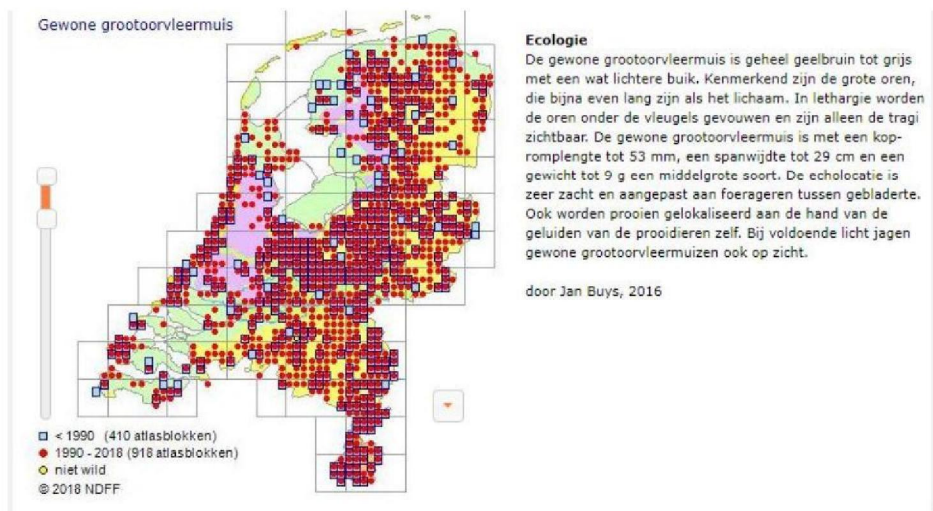 Gewone grootoorvleermuis
< 1990 (410 atlasblokken)
1990 - 2018 (918 atlasblokken)
niet wild
© 2018 NDFF
Ecologie
De gewone grootoorvleermuis is geheel geelbruin tot grijs
met een wat lichtere buik. Kenmerkend zijn de grote oren,
die bijna even lang zijn als het lichaam. In lethargie worden
de oren onder de vleugels gevouwen en zijn alleen de tragi
zichtbaar. De gewone grootoorvleermuis is met een kop-
romplengte tot 53 mm, een spanwijdte tot 29 cm en een
gewicht tot 9 g een middelgrote soort. De echolocatie is
zeer zacht en aangepast aan foerageren tussen gebladerte.
Ook worden prooien gelokaliseerd aan de hand van de
geluiden van de prooidieren zelf. Bij voldoende licht jagen
gewone grootoorvleermuizen ook op zicht.
door Jan Buys, 2016